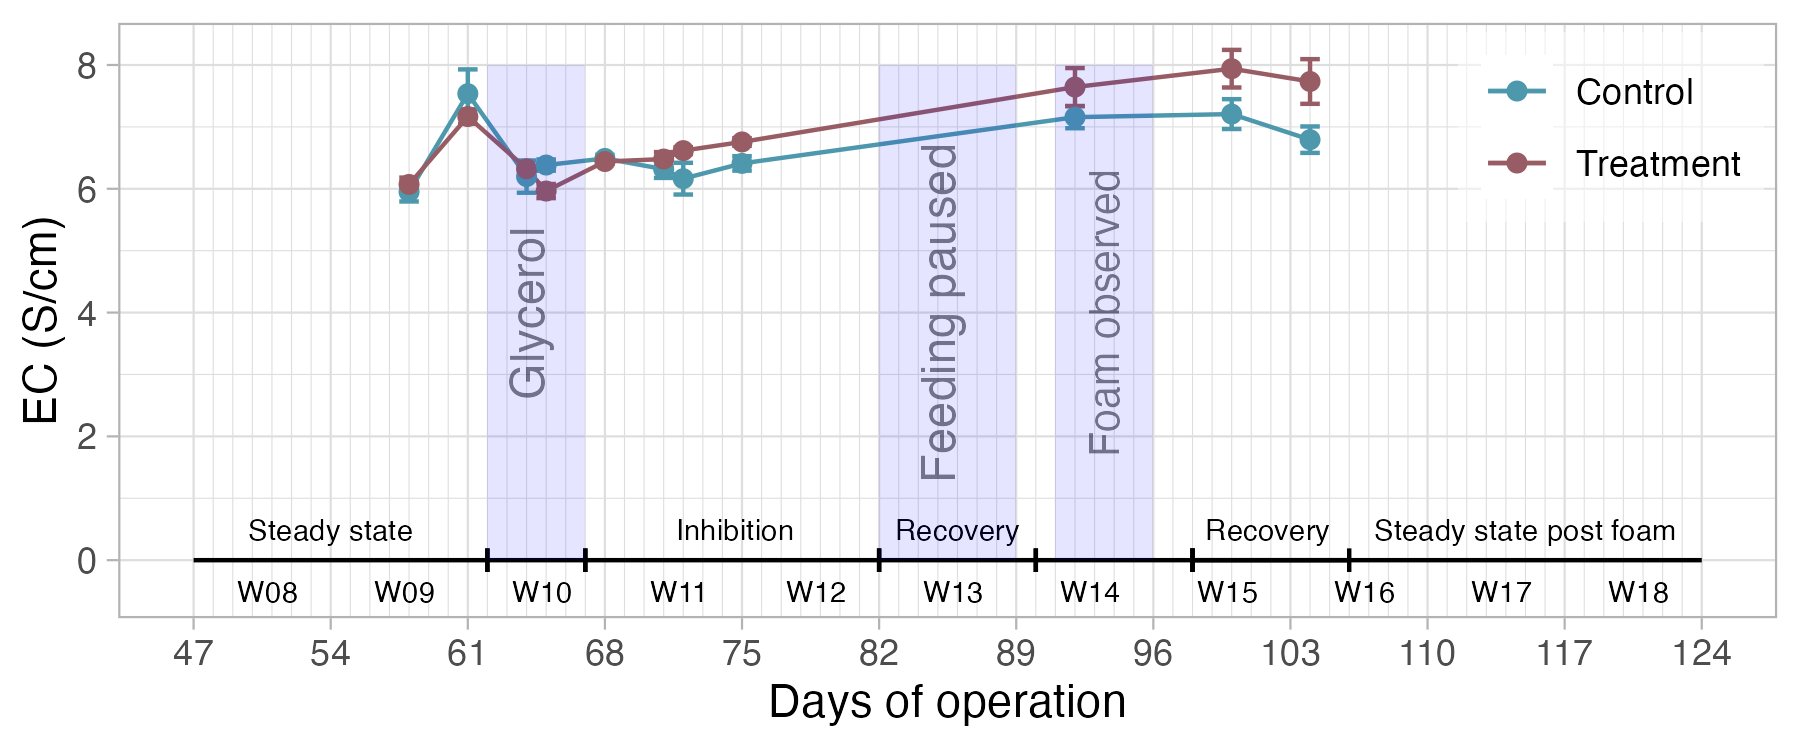 8
6
4
2
0
EC (S/cm)
Control
Treatment
Glycerol
Feeding paused
Foam observed
Steady state
Inhibition
Recovery
Recovery
Steady state post foam
W08 W09 W10 W11 W12 W13 W14 W15 W16 W17 W18
47 54 61 68 75 82 89 96 103 110 117 124
Days of operation